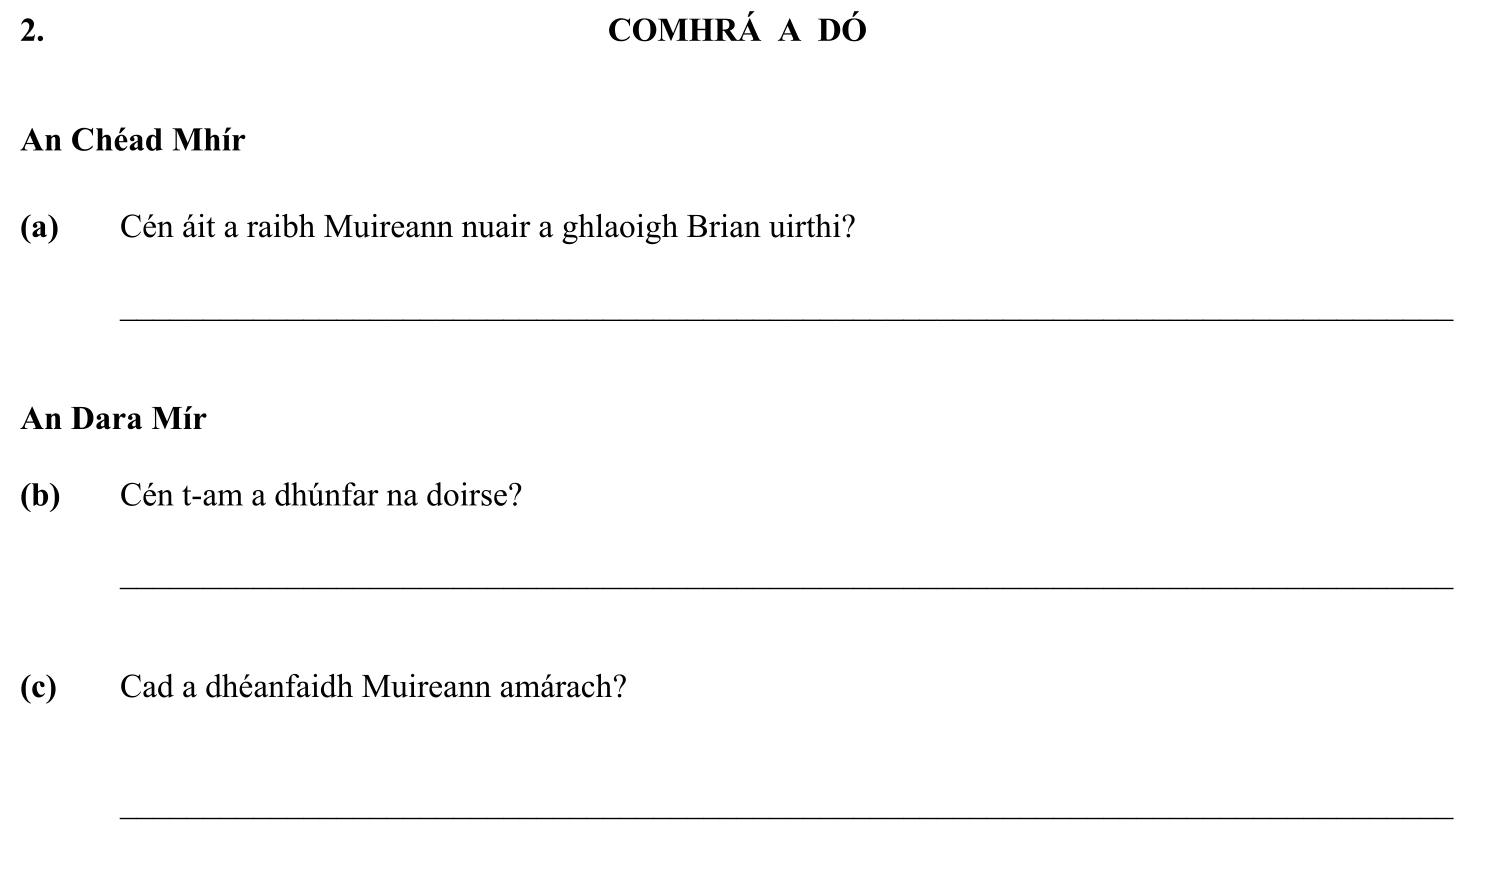 2. COMHRÁ A DÓ
An Chéad Mhír
(a) Cén áit a raibh Muireann nuair a ghlaoigh Brian uirthi?
An Dara Mír
(b) Cén t-am a dhúnfar na doirse?
(c) Cad a dhéanfaidh Muireann amárach?